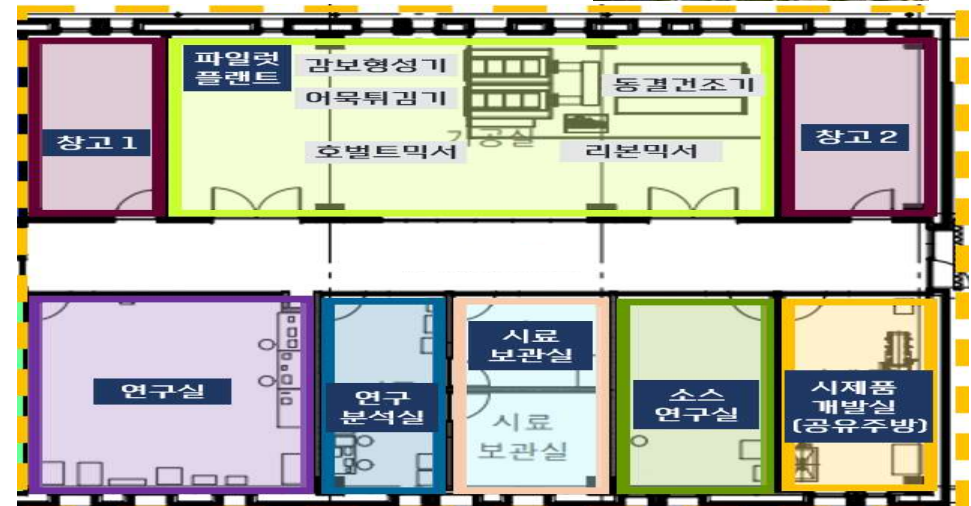 파일럿
플랜트
감보형성기
어묵튀김기
동결건조기
창고 1
가공실
호벌트믹서
리본믹서
창고 2
연구실
연구
분석실
시료
보관실
시료
보관실
소스
연구실
시제품
개발실
(공유주방)